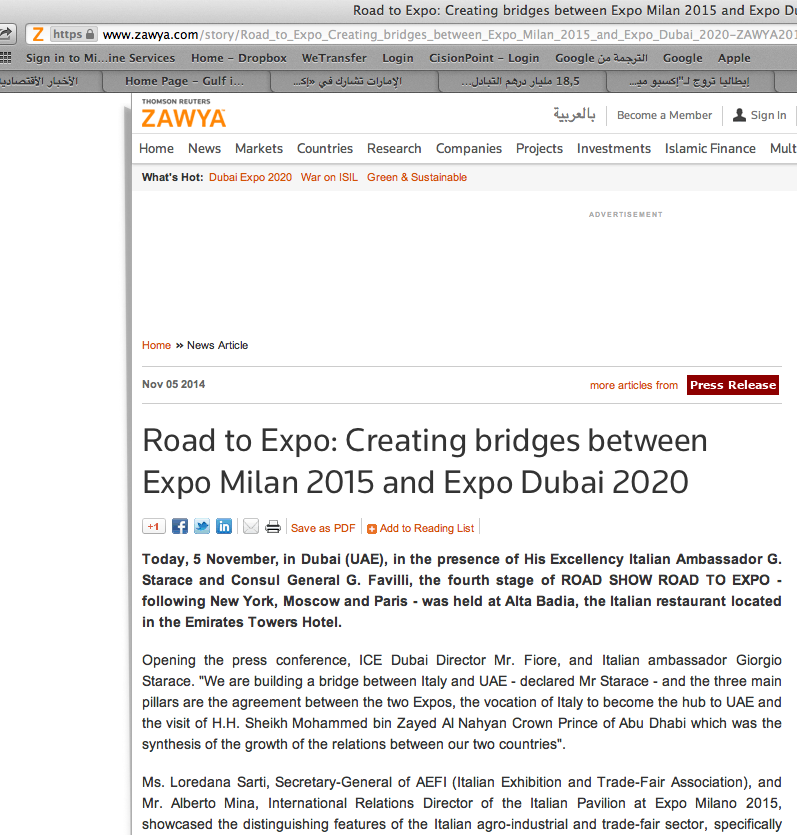 Road to Expo: Creating bridges between Expo Milan 2015 and Expo Du
Z https www.zawya.com/story/Road_to_Expo_Creating_bridges_between_Expo_Milan_2015_and_Expo_Dubai_2020-ZAWYA201
Sign in to Mi...ine Services Home - Dropbox WeTransfer Login CisionPoint - Login Google الترجمة من Google Apple
الأخبار الأقتصادية Home Page - Gulf i... الإمارات تشارك في «إك... 18,5 مليار درهم التبادل... إيطاليا تروج لـ"إكسبو مي...
THOMSON REUTERS
ZAWYA
بالعربية Become a Member Sign In
Home News Markets Countries Research Companies Projects Investments Islamic Finance Mult
What's Hot: Dubai Expo 2020 War on ISIL Green & Sustainable
ADVERTISEMENT
Home » News Article
Nov 05 2014 more articles from Press Release
Road to Expo: Creating bridges between
Expo Milan 2015 and Expo Dubai 2020
+1 Save as PDF Add to Reading List
Today, 5 November, in Dubai (UAE), in the presence of His Excellency Italian Ambassador G.
Starace and Consul General G. Favilli, the fourth stage of ROAD SHOW ROAD TO EXPO -
following New York, Moscow and Paris - was held at Alta Badia, the Italian restaurant located
in the Emirates Towers Hotel.
Opening the press conference, ICE Dubai Director Mr. Fiore, and Italian ambassador Giorgio
Starace. "We are building a bridge between Italy and UAE - declared Mr Starace - and the three main
pillars are the agreement between the two Expos, the vocation of Italy to become the hub to UAE and
the visit of H.H. Sheikh Mohammed bin Zayed Al Nahyan Crown Prince of Abu Dhabi which was the
synthesis of the growth of the relations between our two countries".
Ms. Loredana Sarti, Secretary-General of AEFI (Italian Exhibition and Trade-Fair Association), and
Mr. Alberto Mina, International Relations Director of the Italian Pavilion at Expo Milano 2015,
showcased the distinguishing features of the Italian agro-industrial and trade-fair sector, specifically